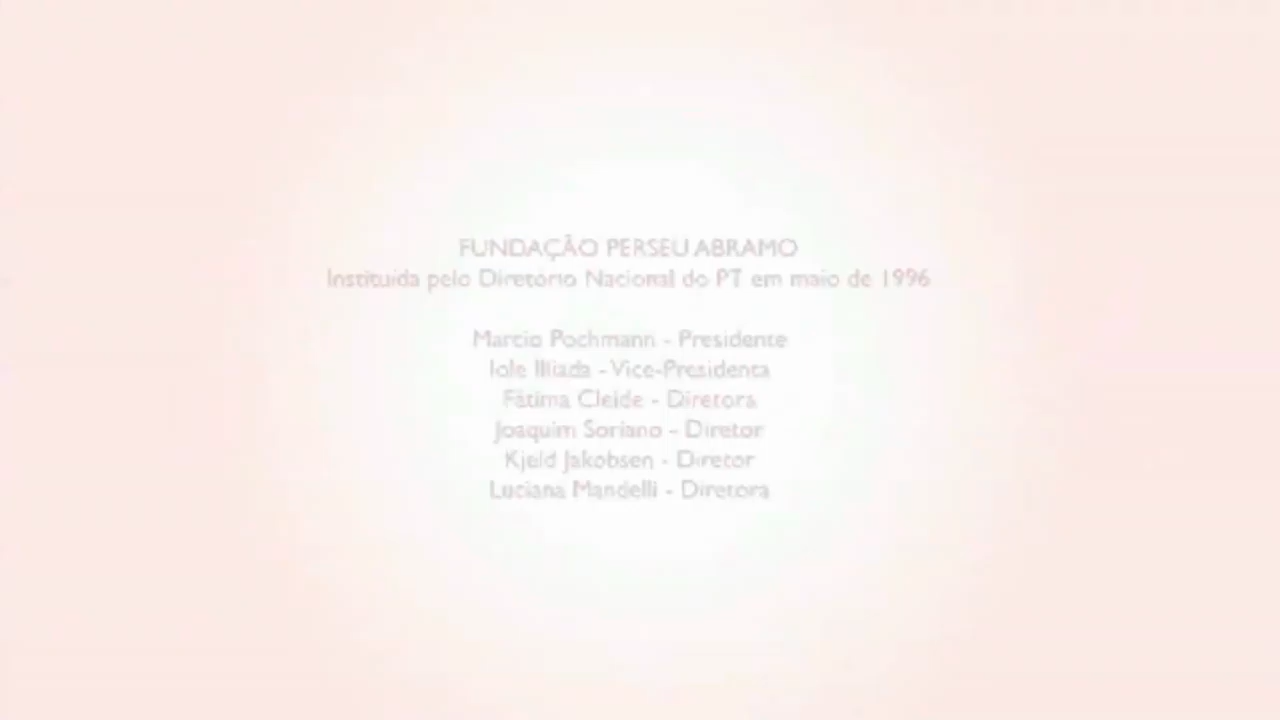 FUNDAÇÃO PERSEU ABRAMO
Instituída pelo Diretório Nacional do PT em maio de 1996
Marcio Pochmann - Presidente
Iole Ilíada - Vice-Presidenta
Fátima Cleide - Diretora
Joaquim Soriano - Diretor
Kjeld Jakobsen - Diretor
Luciana Mandelli - Diretora